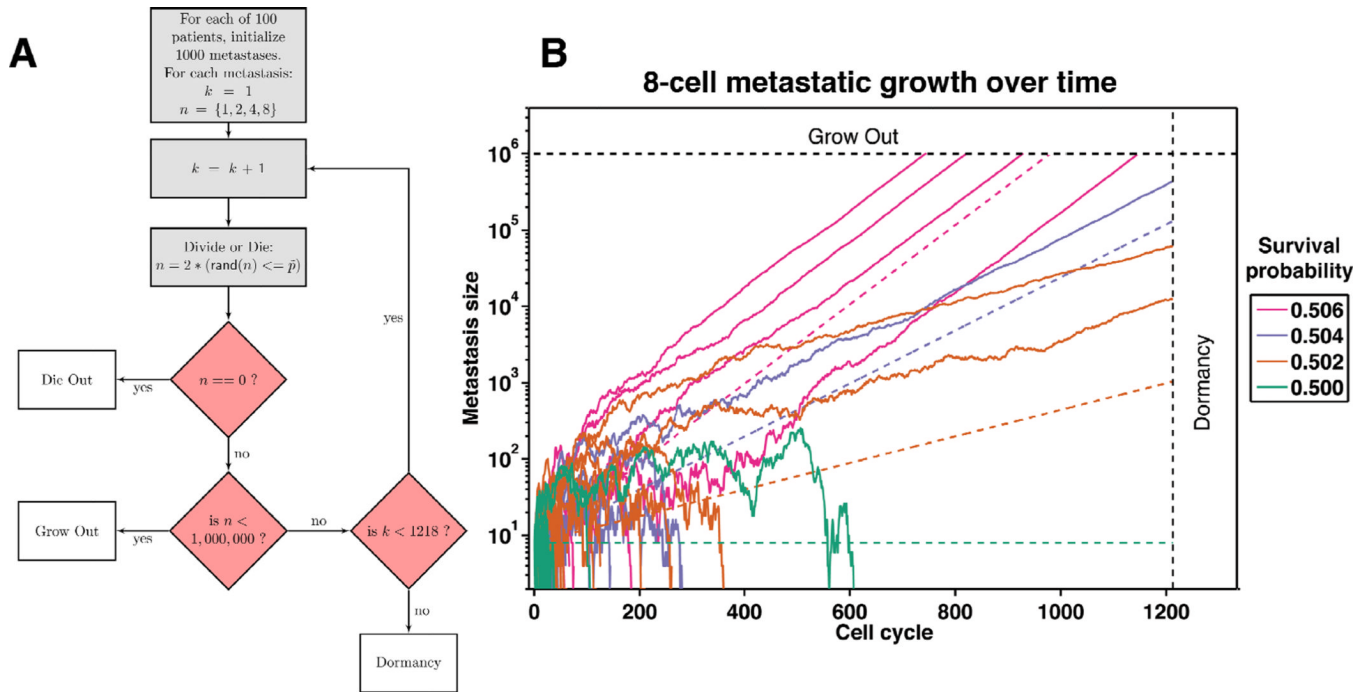 A
For each of 100
patients, initialize
1000 metastases.
For each metastasis:
k = 1
n = {1, 2, 4, 8}
k = k + 1
Divide or Die:
n = 2 * (rand(n) <= p̃)
yes
n == 0 ?
yes
Die Out
no
is n <
1,000,000 ?
yes
Grow Out
no
is k < 1218 ?
no
Dormancy
B
8-cell metastatic growth over time
Grow Out
Metastasis size
10⁶
10⁵
10⁴
10³
10²
10¹
0
200
400
600
800
1000
1200
Cell cycle
Dormancy
Survival
probability
0.506
0.504
0.502
0.500